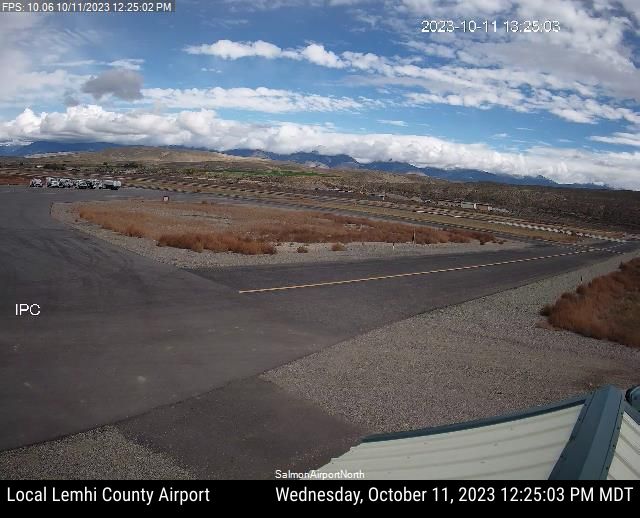 FPS: 10.06 10/11/2023 12:25:02 PM
2023-10-11 13:25:03
IPC
SalmonAirportNorth
Local Lemhi County Airport
Wednesday, October 11, 2023 12:25:03 PM MDT